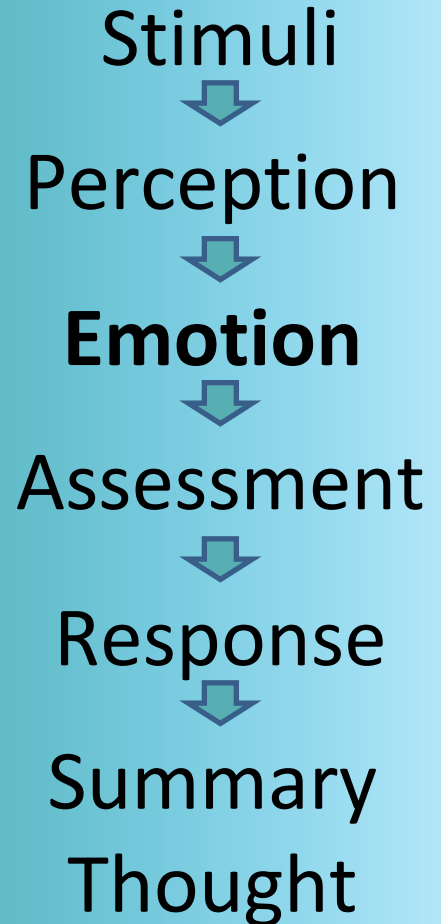 Stimuli
Perception
Emotion
Assessment
Response
Summary
Thought